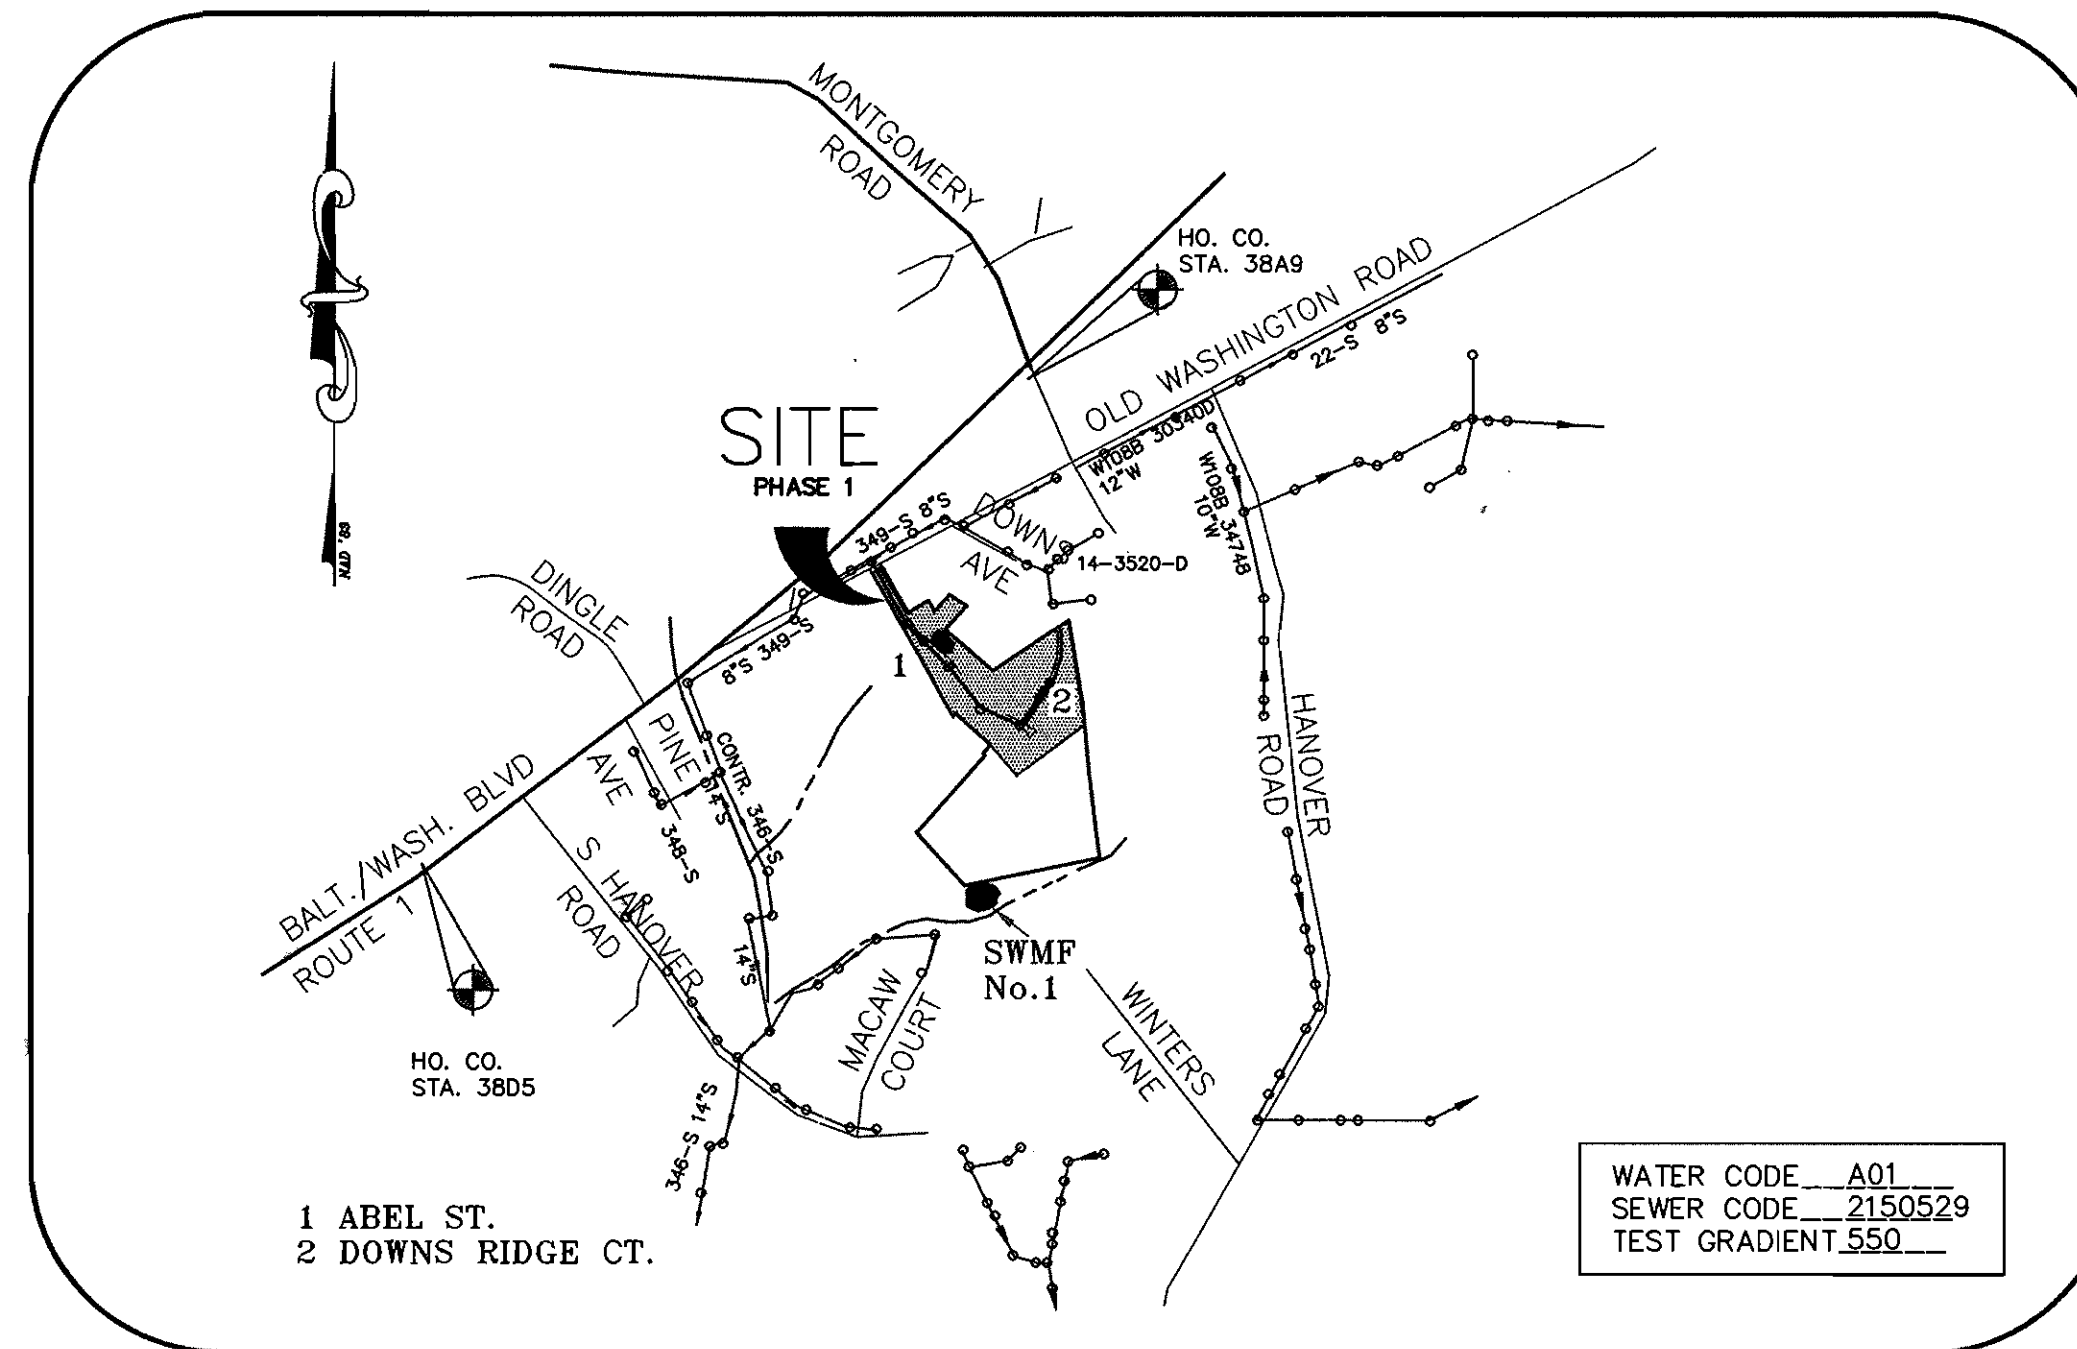 MONTGOMERY
ROAD
HO. CO.
STA. 38A9
OLD WASHINGTON ROAD
22-S 8"S
NAD '83
SITE
PHASE 1
W108B 30340D
12"W
W108B 34748
10"W
349-S 8"S
DOWNS
AVE
14-3520-D
DINGLE
ROAD
8"S 349-S
1
2
PINE
AVE
CONTR. 346-S
14"S
348-S
HANOVER
ROAD
BALT./WASH. BLVD
ROUTE 1
S HANOVER
ROAD
14"S
SWMF
No.1
MACAW
COURT
WINTERS
LANE
HO. CO.
STA. 38D5
346-S 14"S
1 ABEL ST.
2 DOWNS RIDGE CT.
WATER CODE A01
SEWER CODE 2150529
TEST GRADIENT 550